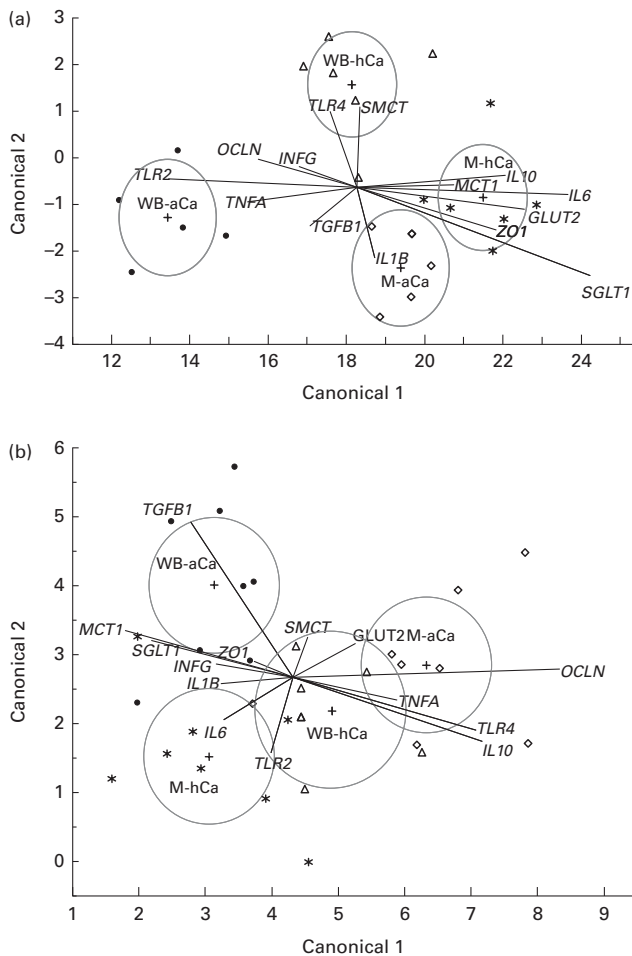 (a)
3
2
1
0
−1
−2
−3
−4
Canonical 2
WB-hCa
TLR4
SMCT
OCLN
INFG
TLR2
WB-aCa
TNFA
TGFB1
IL1B
M-aCa
M-hCa
IL10
MCT1
IL6
GLUT2
ZO1
SGLT1
12 14 16 18 20 22 24
Canonical 1
(b)
6
5
4
3
2
1
0
Canonical 2
TGFB1
WB-aCa
MCT1
SGLT1
ZO1
SMCT
GLUT2 M-aCa
INFG
IL1B
OCLN
TNFA
IL6
WB-hCa
TLR4
TLR2
IL10
M-hCa
1 2 3 4 5 6 7 8 9
Canonical 1